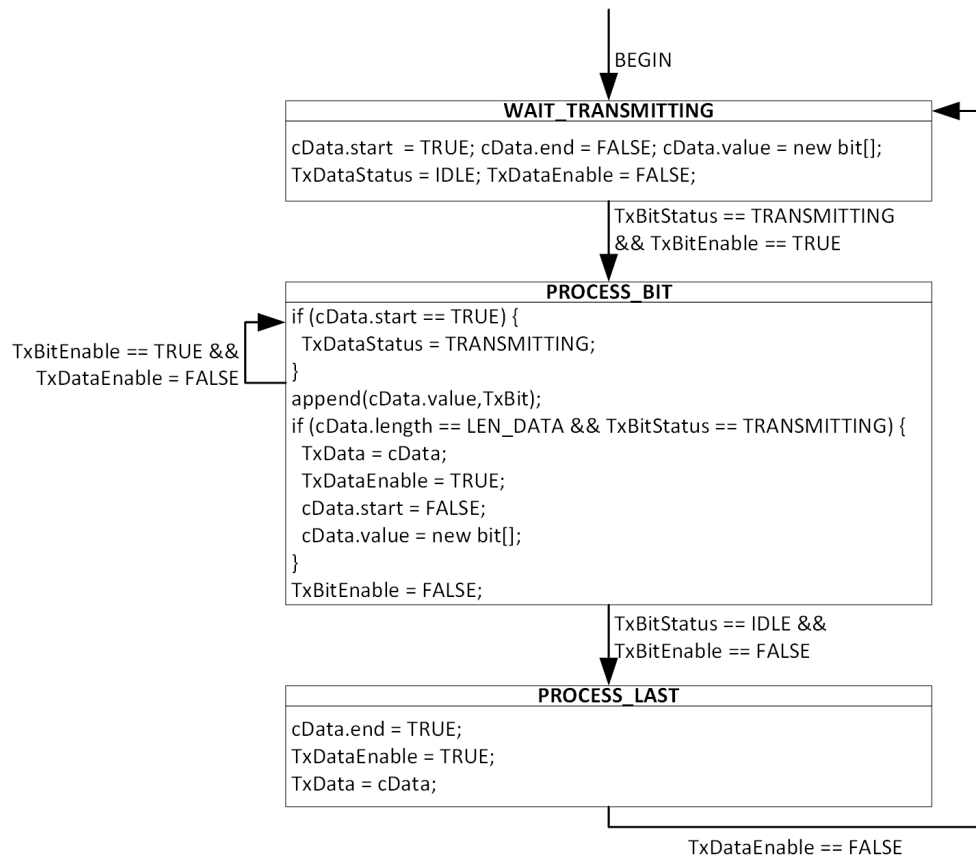 BEGIN
WAIT_TRANSMITTING
cData.start  = TRUE; cData.end = FALSE; cData.value = new bit[];
TxDataStatus = IDLE; TxDataEnable = FALSE;
TxBitStatus == TRANSMITTING
&& TxBitEnable == TRUE
PROCESS_BIT
TxBitEnable == TRUE &&
TxDataEnable = FALSE
if (cData.start == TRUE) {
TxDataStatus = TRANSMITTING;
}
append(cData.value,TxBit);
if (cData.length == LEN_DATA && TxBitStatus == TRANSMITTING) {
TxData = cData;
TxDataEnable = TRUE;
cData.start = FALSE;
cData.value = new bit[];
}
TxBitEnable = FALSE;
TxBitStatus == IDLE &&
TxBitEnable == FALSE
PROCESS_LAST
cData.end = TRUE;
TxDataEnable = TRUE;
TxData = cData;
TxDataEnable == FALSE